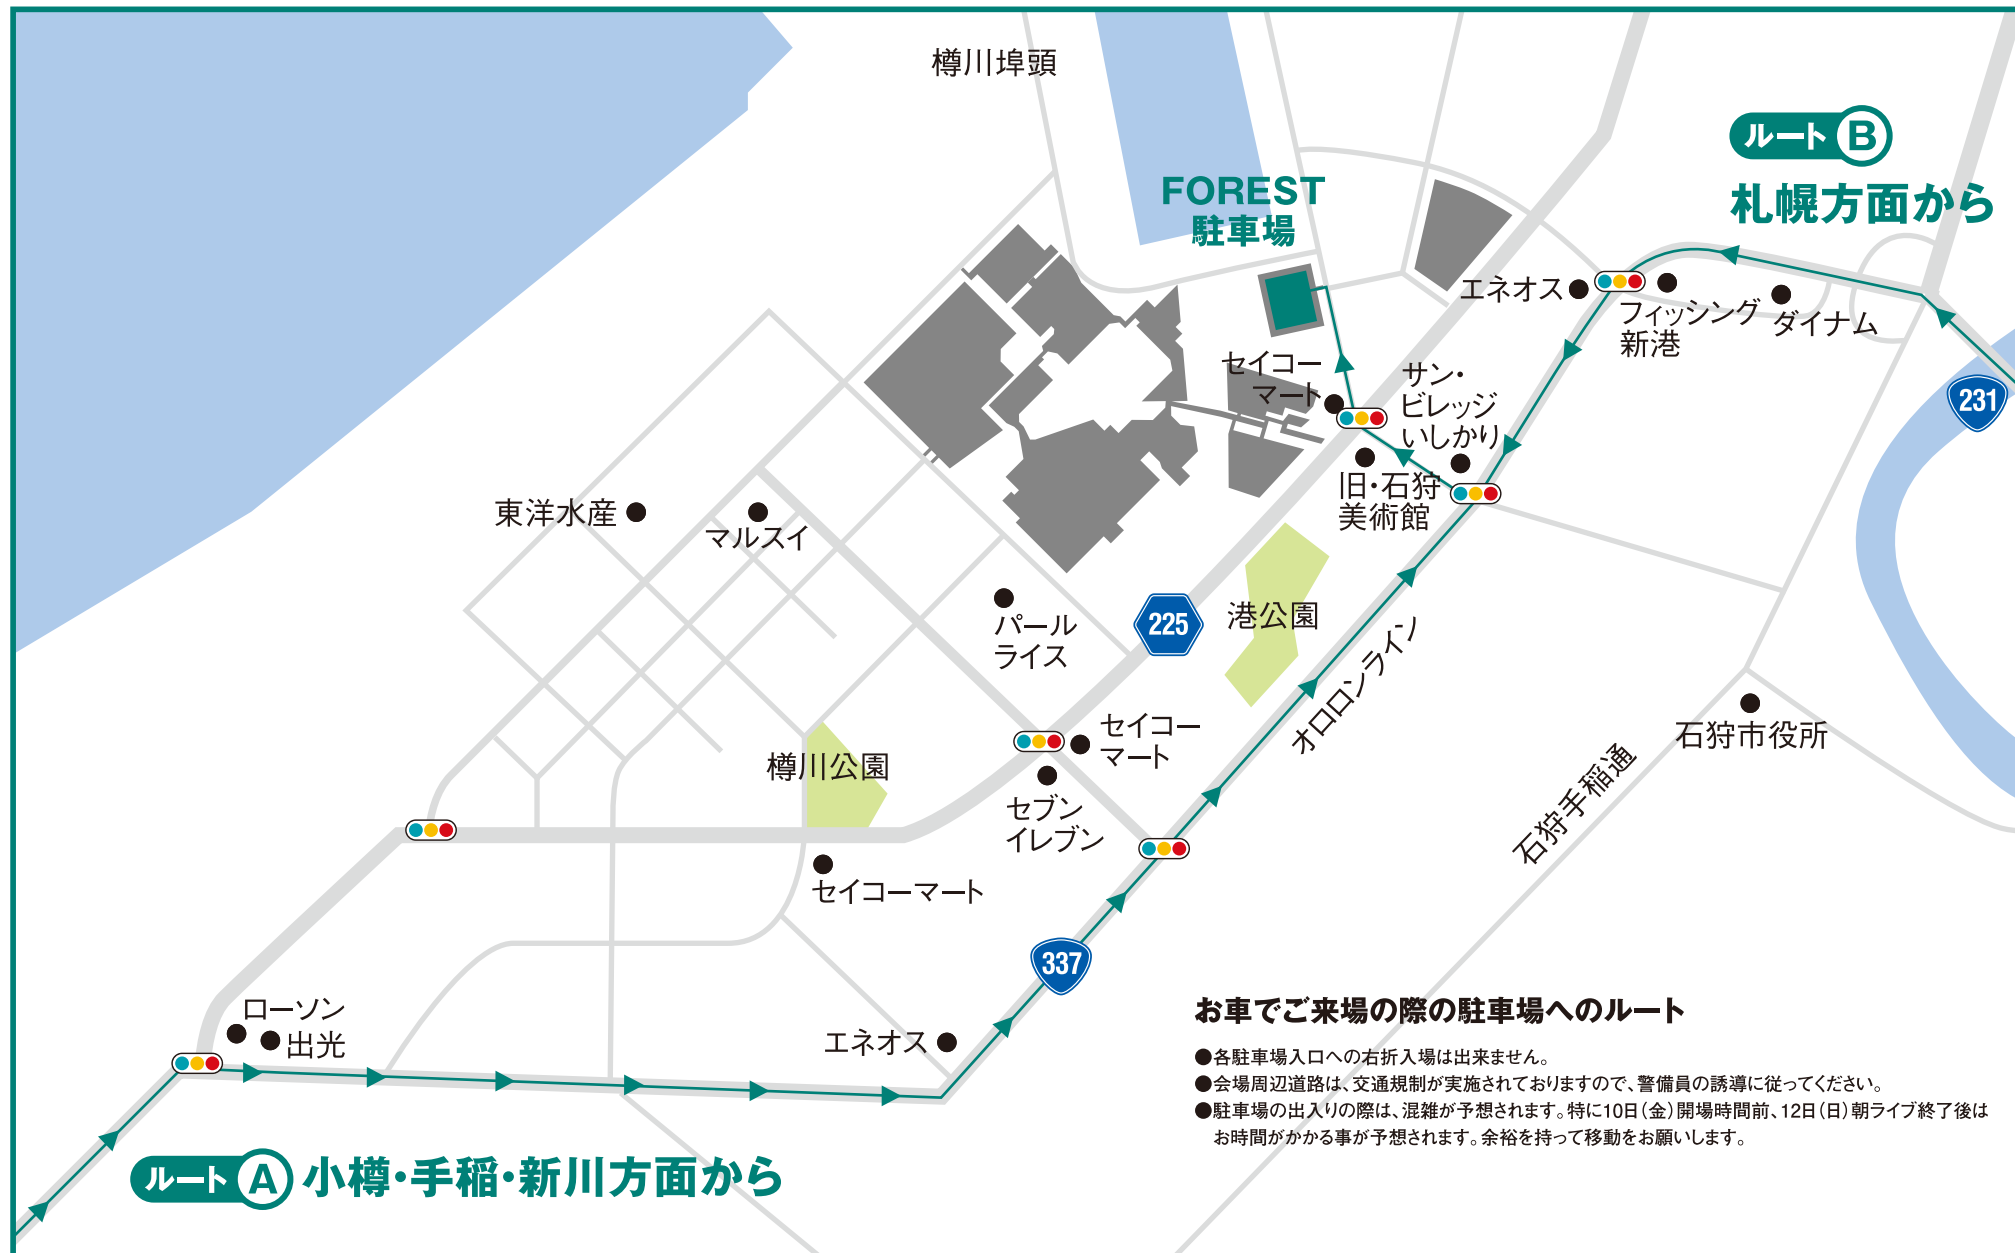 樽川埠頭
ルート B
札幌方面から
FOREST
駐車場
エネオス
フィッシング
新港
ダイナム
231
セイコー
マート
サン・
ビレッジ
いしかり
旧・石狩
美術館
東洋水産
マルスイ
パール
ライス
225
港公園
オロロンライン
セイコー
マート
セブン
イレブン
樽川公園
石狩市役所
石狩手稲通
セイコーマート
337
ローソン
出光
エネオス
お車でご来場の際の駐車場へのルート
●各駐車場入口への右折入場は出来ません。
●会場周辺道路は、交通規制が実施されておりますので、警備員の誘導に従ってください。
●駐車場の出入りの際は、混雑が予想されます。特に10日(金)開場時間前、12日(日)朝ライブ終了後は
お時間がかかる事が予想されます。余裕を持って移動をお願いします。
ルート A 小樽・手稲・新川方面から